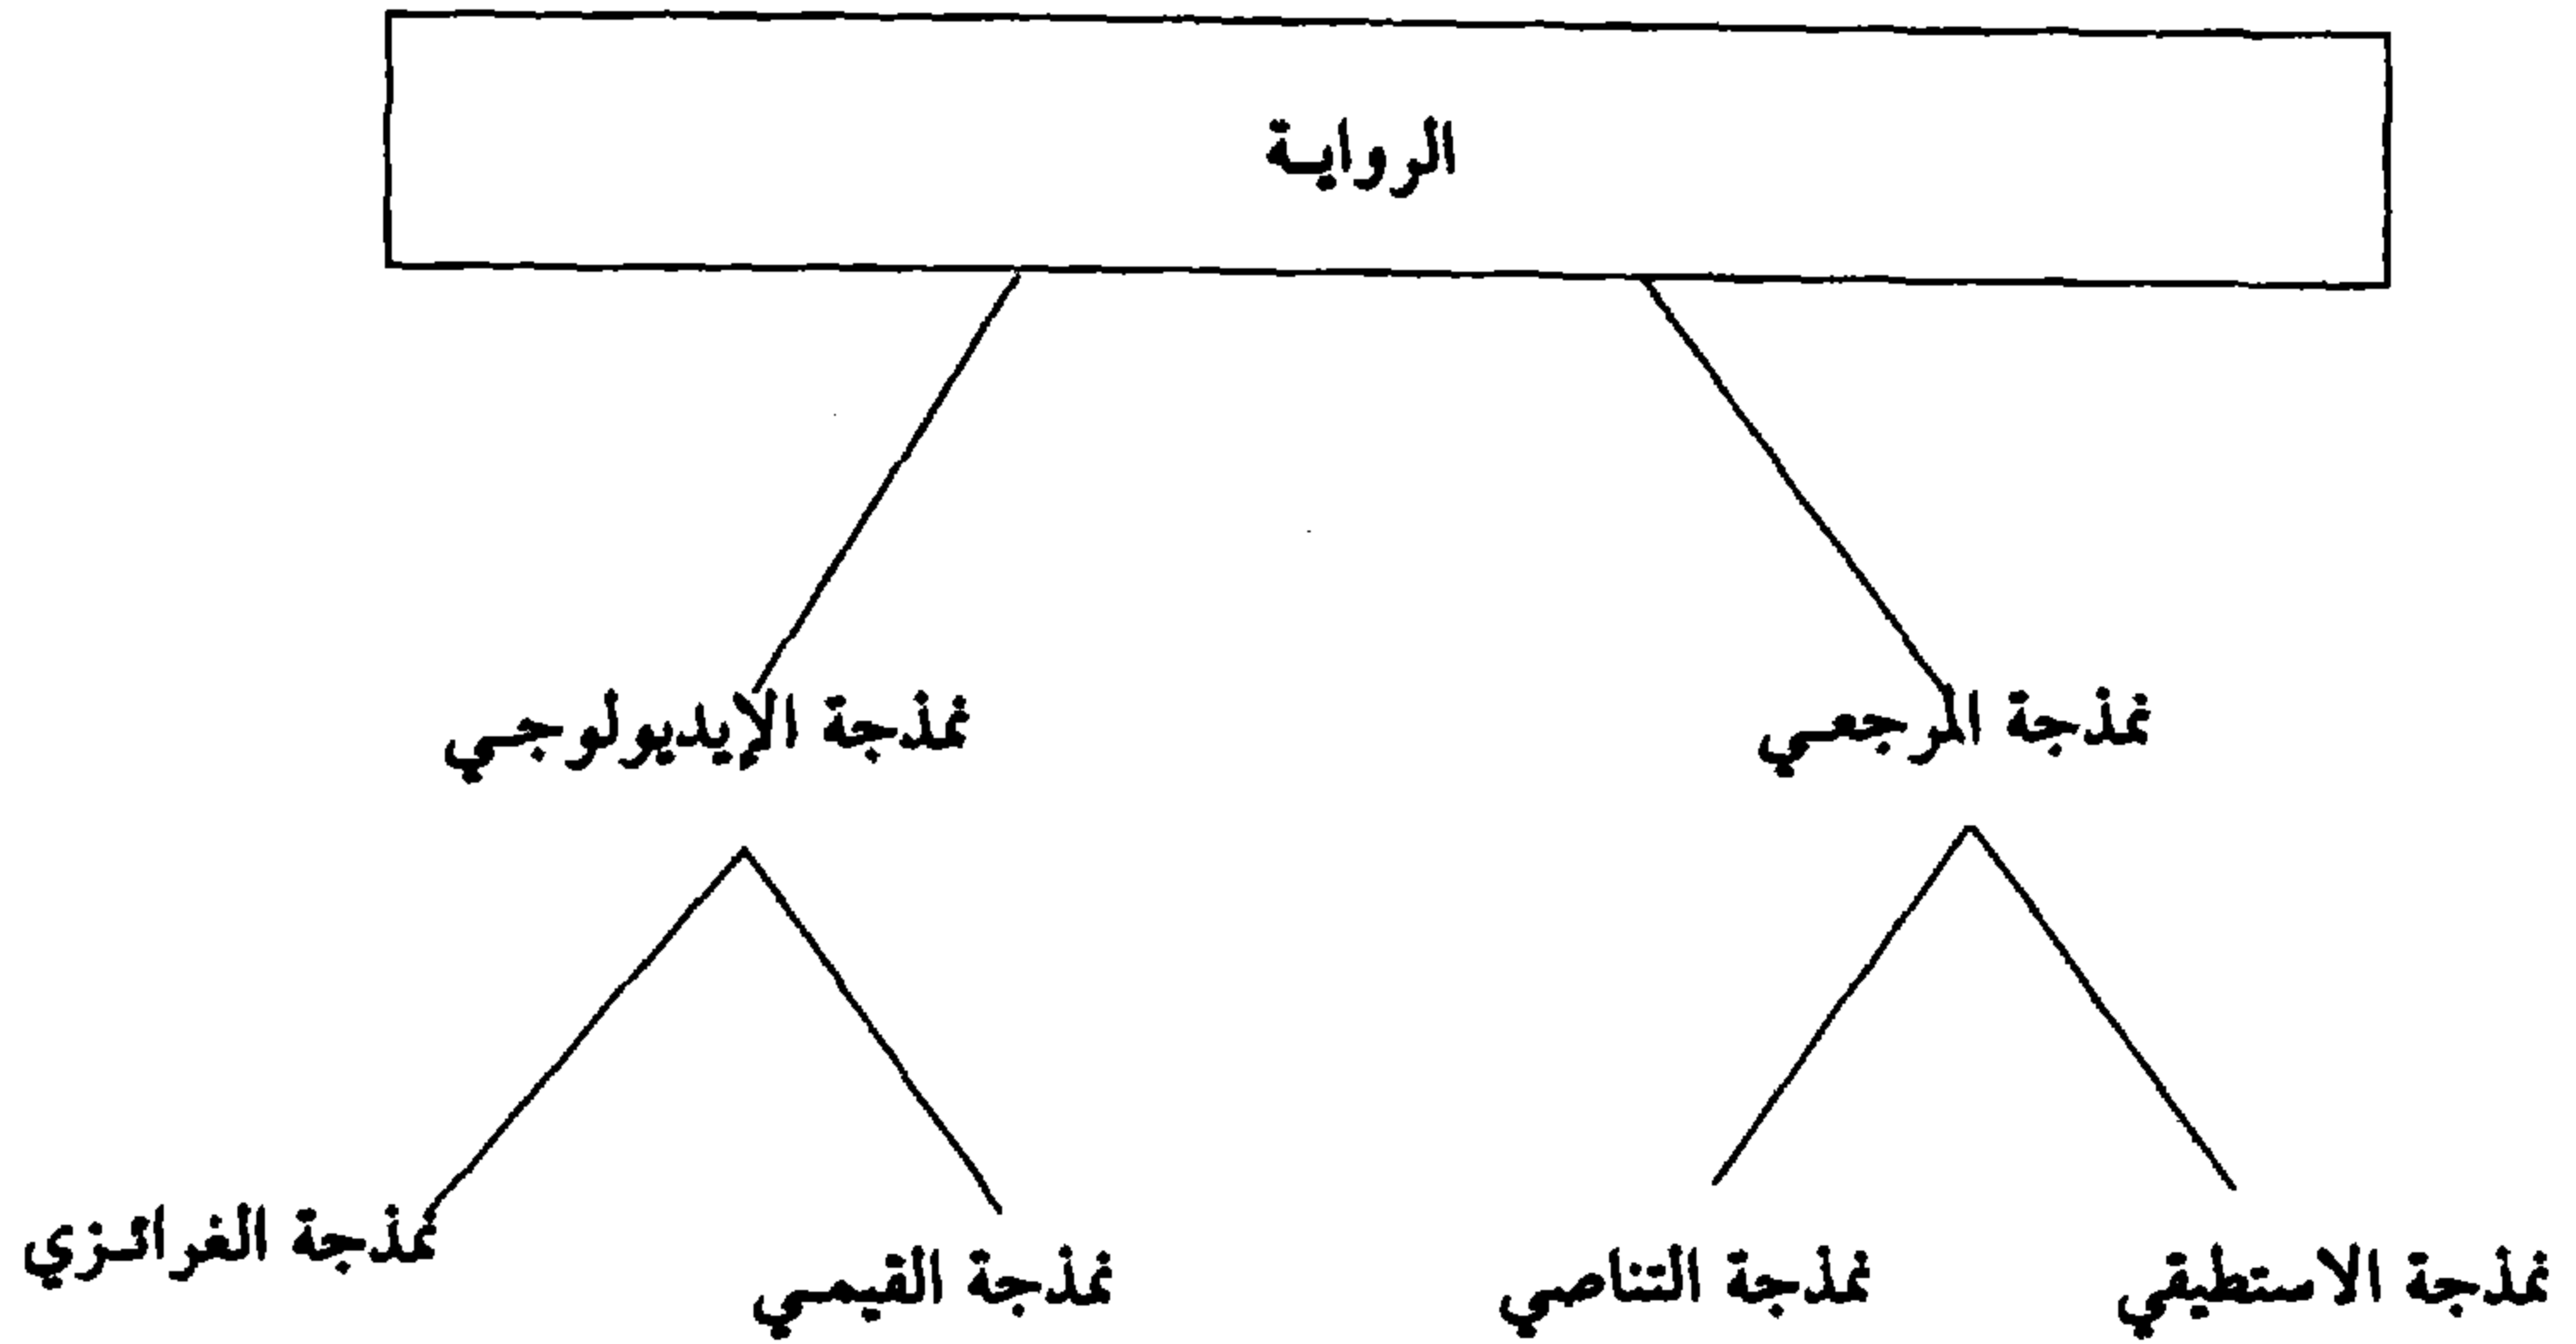 الروايـة
نمذجة المرجعـي
نمذجة الإيديولوجـي
نمذجة الاستطيقي
نمذجة التناصي
نمذجة القيمـي
نمذجة الغرائـزي